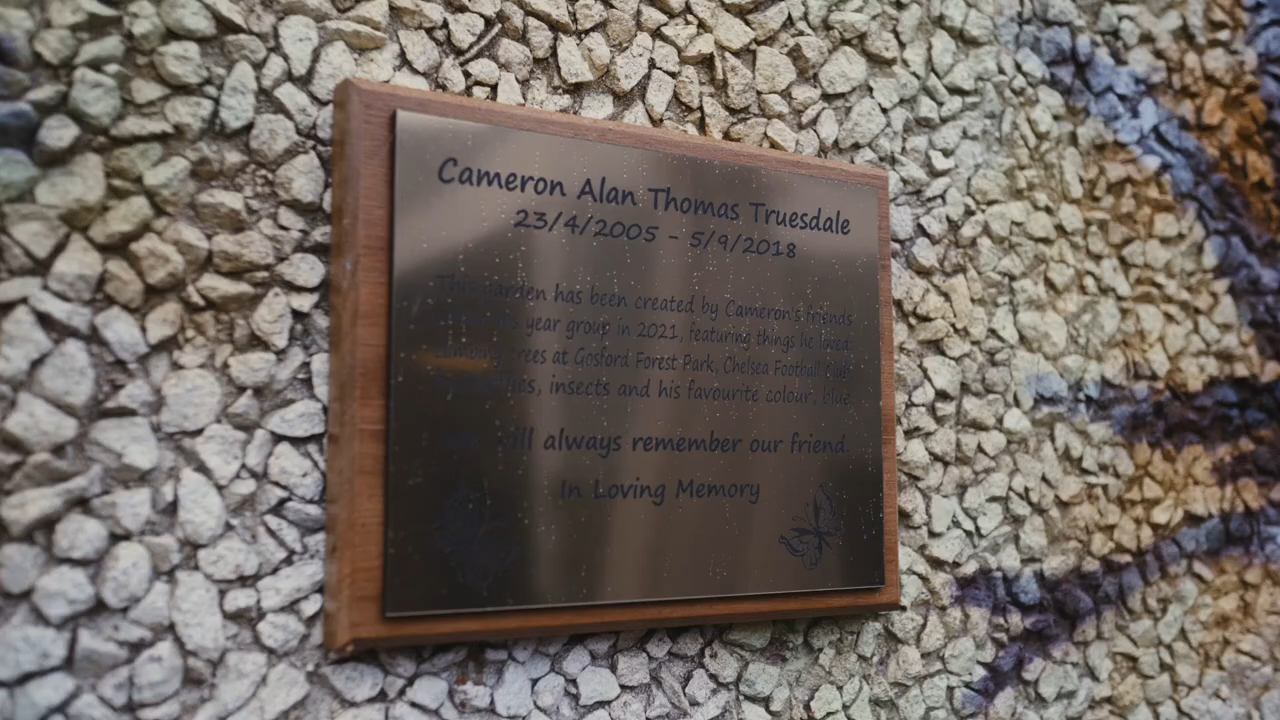 Cameron Alan Thomas Truesdale
23/4/2005 - 5/9/2018
This garden has been created by Cameron's friends
year group in 2021, featuring things he loved:
climbing trees at Gosford Forest Park, Chelsea Football Club
insects and his favourite colour, blue
will always remember our friend.
In Loving Memory